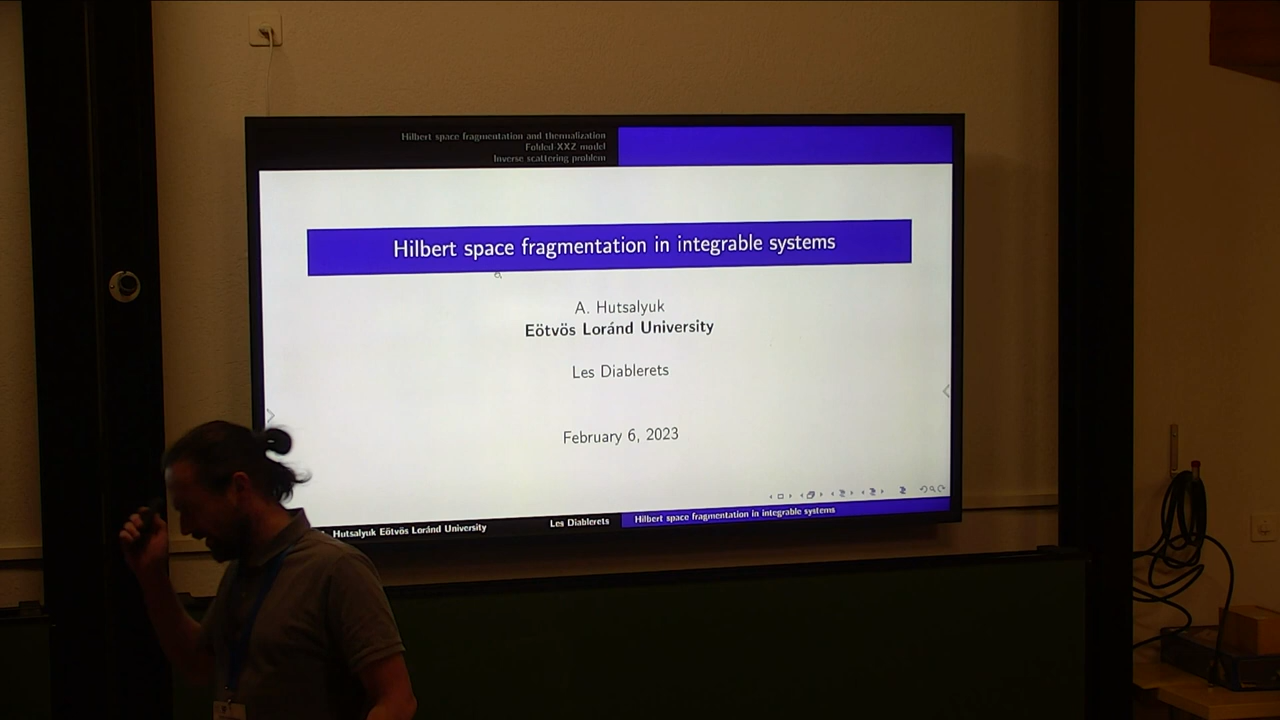 Hilbert space fragmentation and thermalization
Folded XXZ model
Inverse scattering problem
Hilbert space fragmentation in integrable systems
A. Hutsalyuk
Eötvös Loránd University
Les Diablerets
February 6, 2023
Hutsalyuk Eötvös Loránd University
Les Diablerets
Hilbert space fragmentation in integrable systems